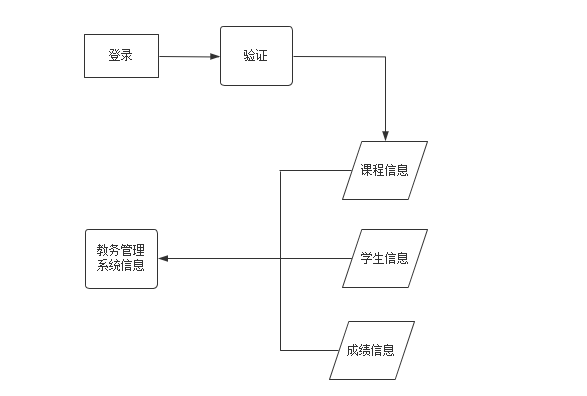 登录
验证
课程信息
教务管理
系统信息
学生信息
成绩信息